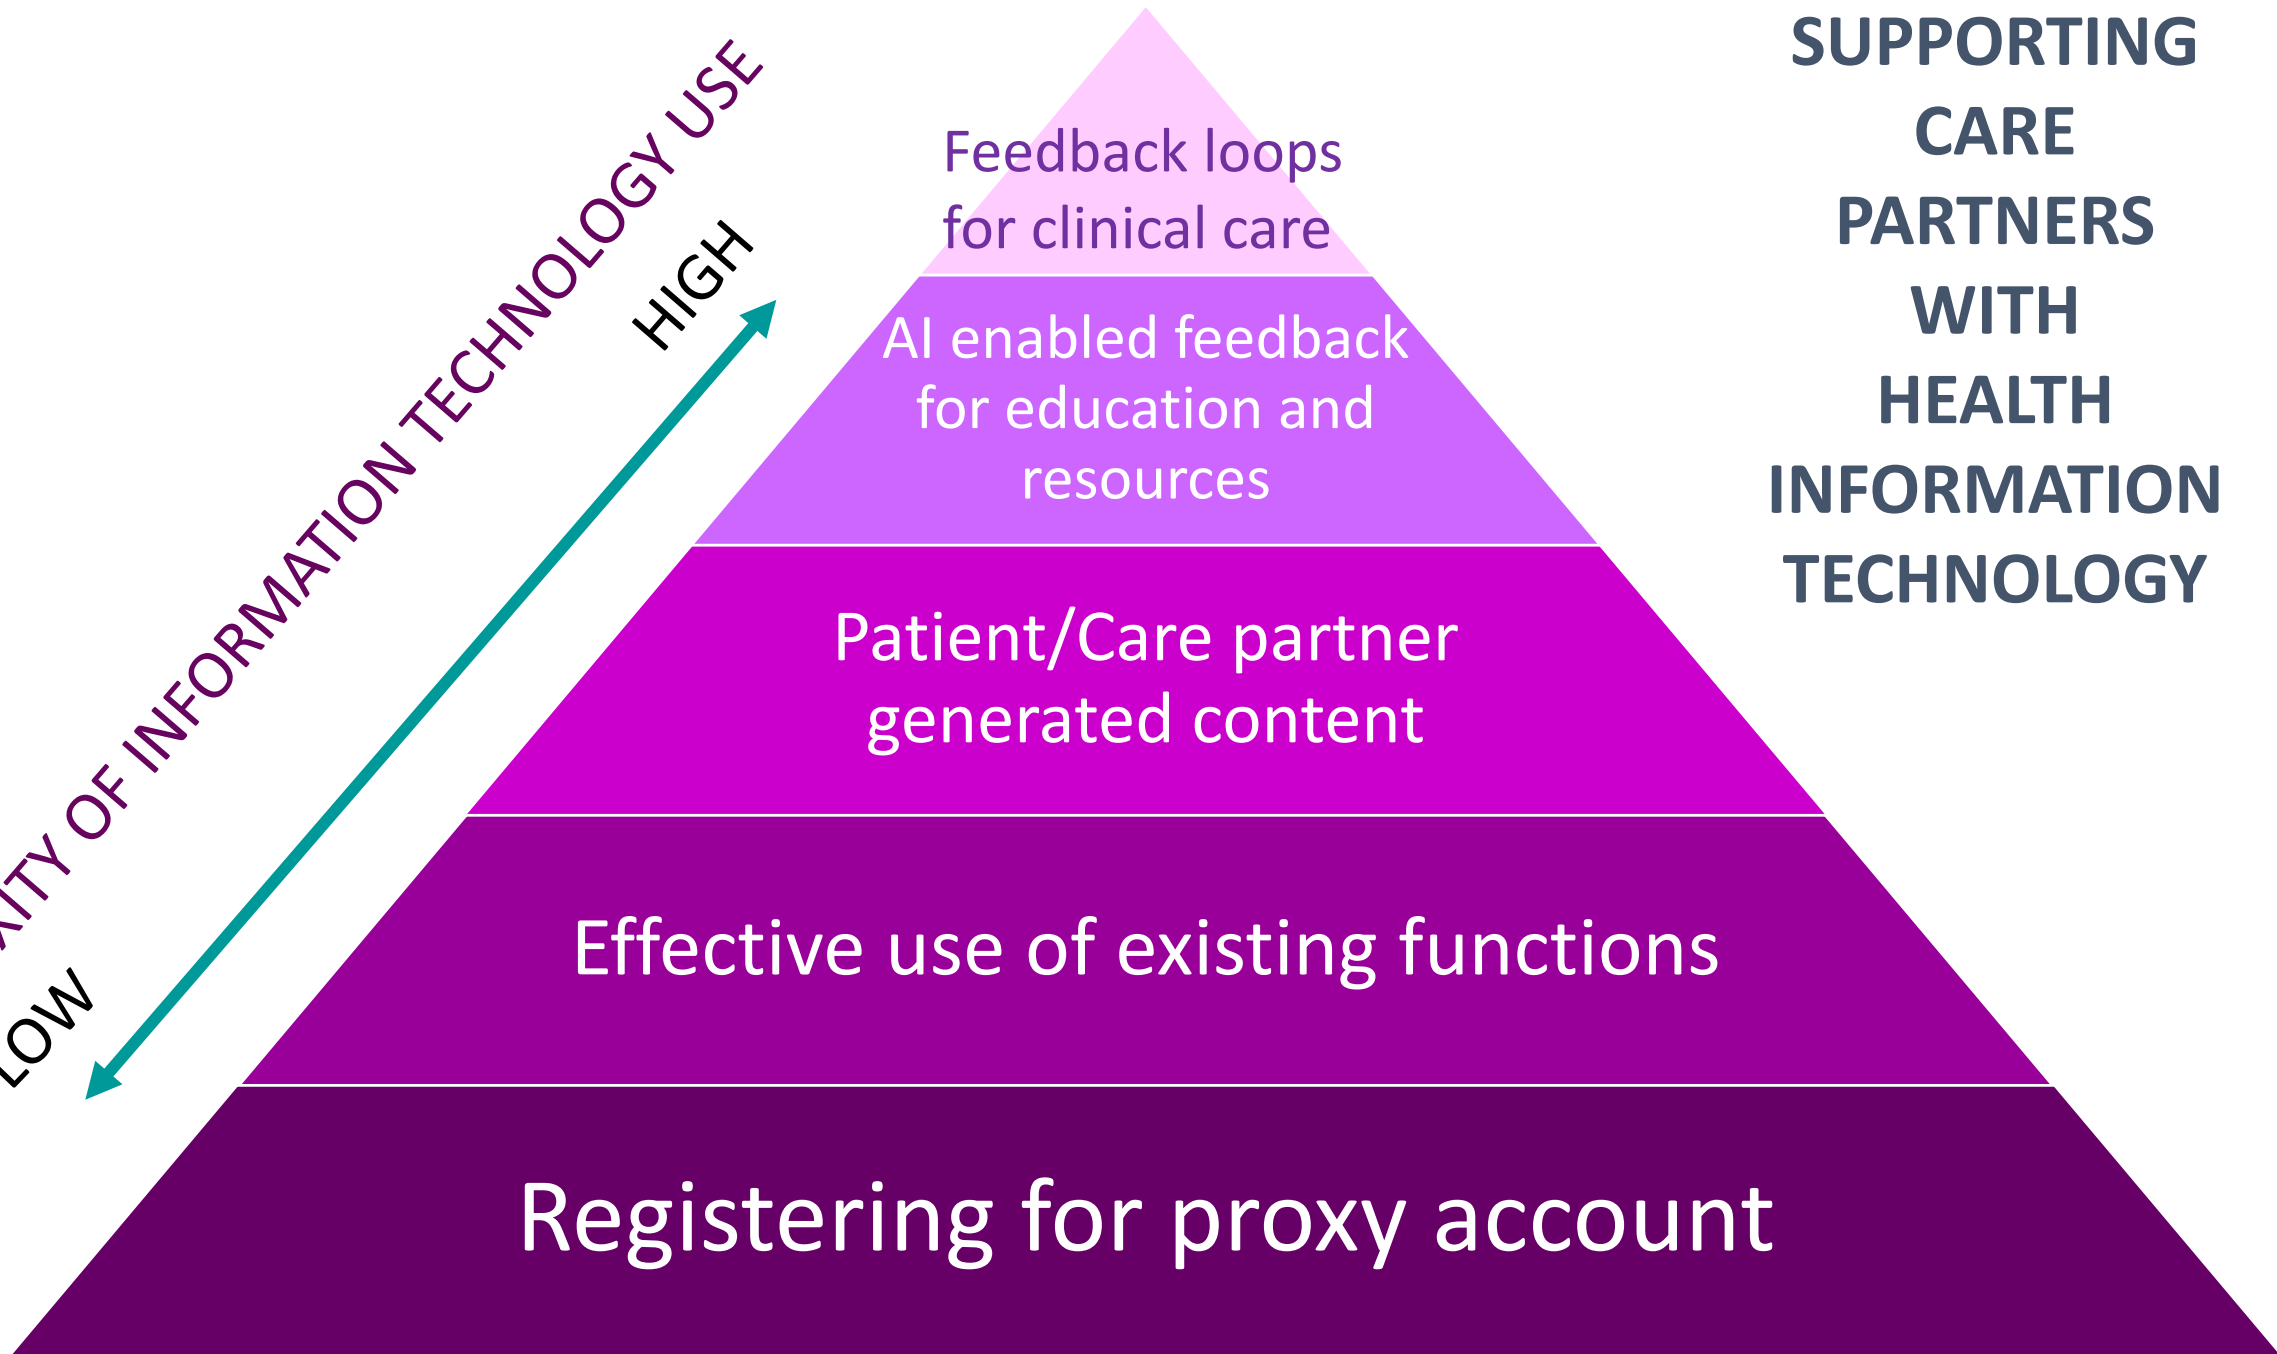 SUPPORTING
CARE
PARTNERS
WITH
HEALTH
INFORMATION
TECHNOLOGY
OF INFORMATION TECHNOLOGY USE
HIGH
LOW
Feedback loops
for clinical care
AI enabled feedback
for education and
resources
Patient/Care partner
generated content
Effective use of existing functions
Registering for proxy account